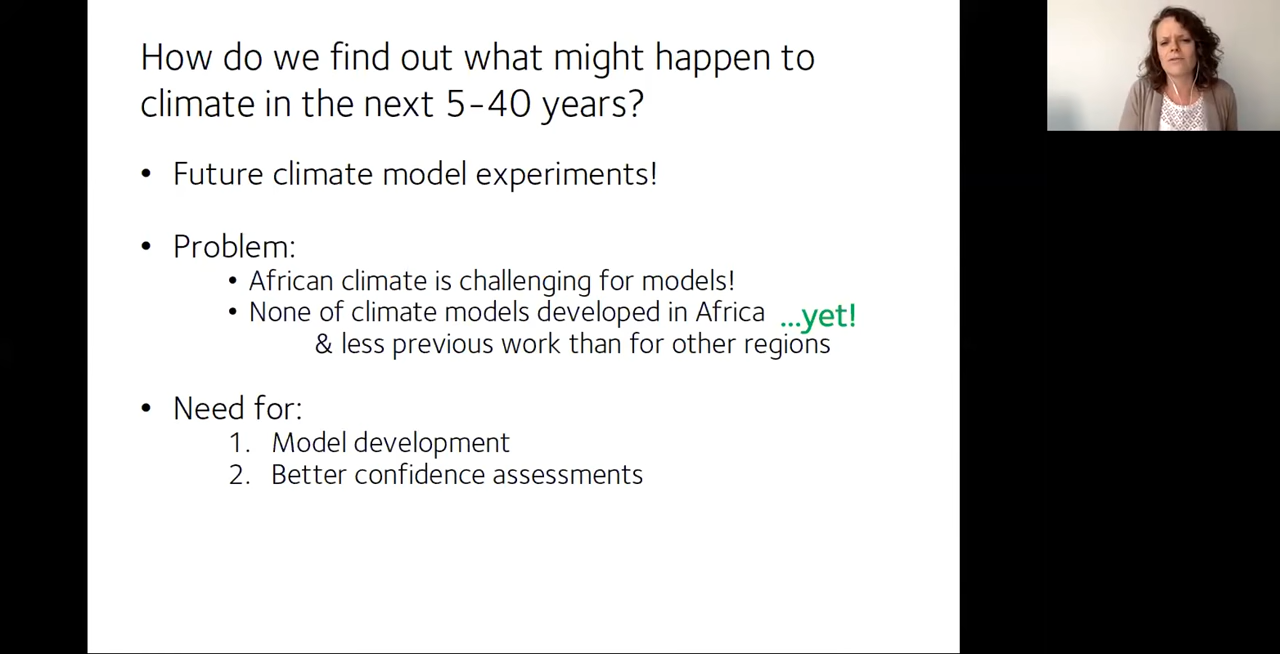 How do we find out what might happen to
climate in the next 5-40 years?
• Future climate model experiments!
• Problem:
• African climate is challenging for models!
• None of climate models developed in Africa ...yet!
& less previous work than for other regions
• Need for:
1. Model development
2. Better confidence assessments